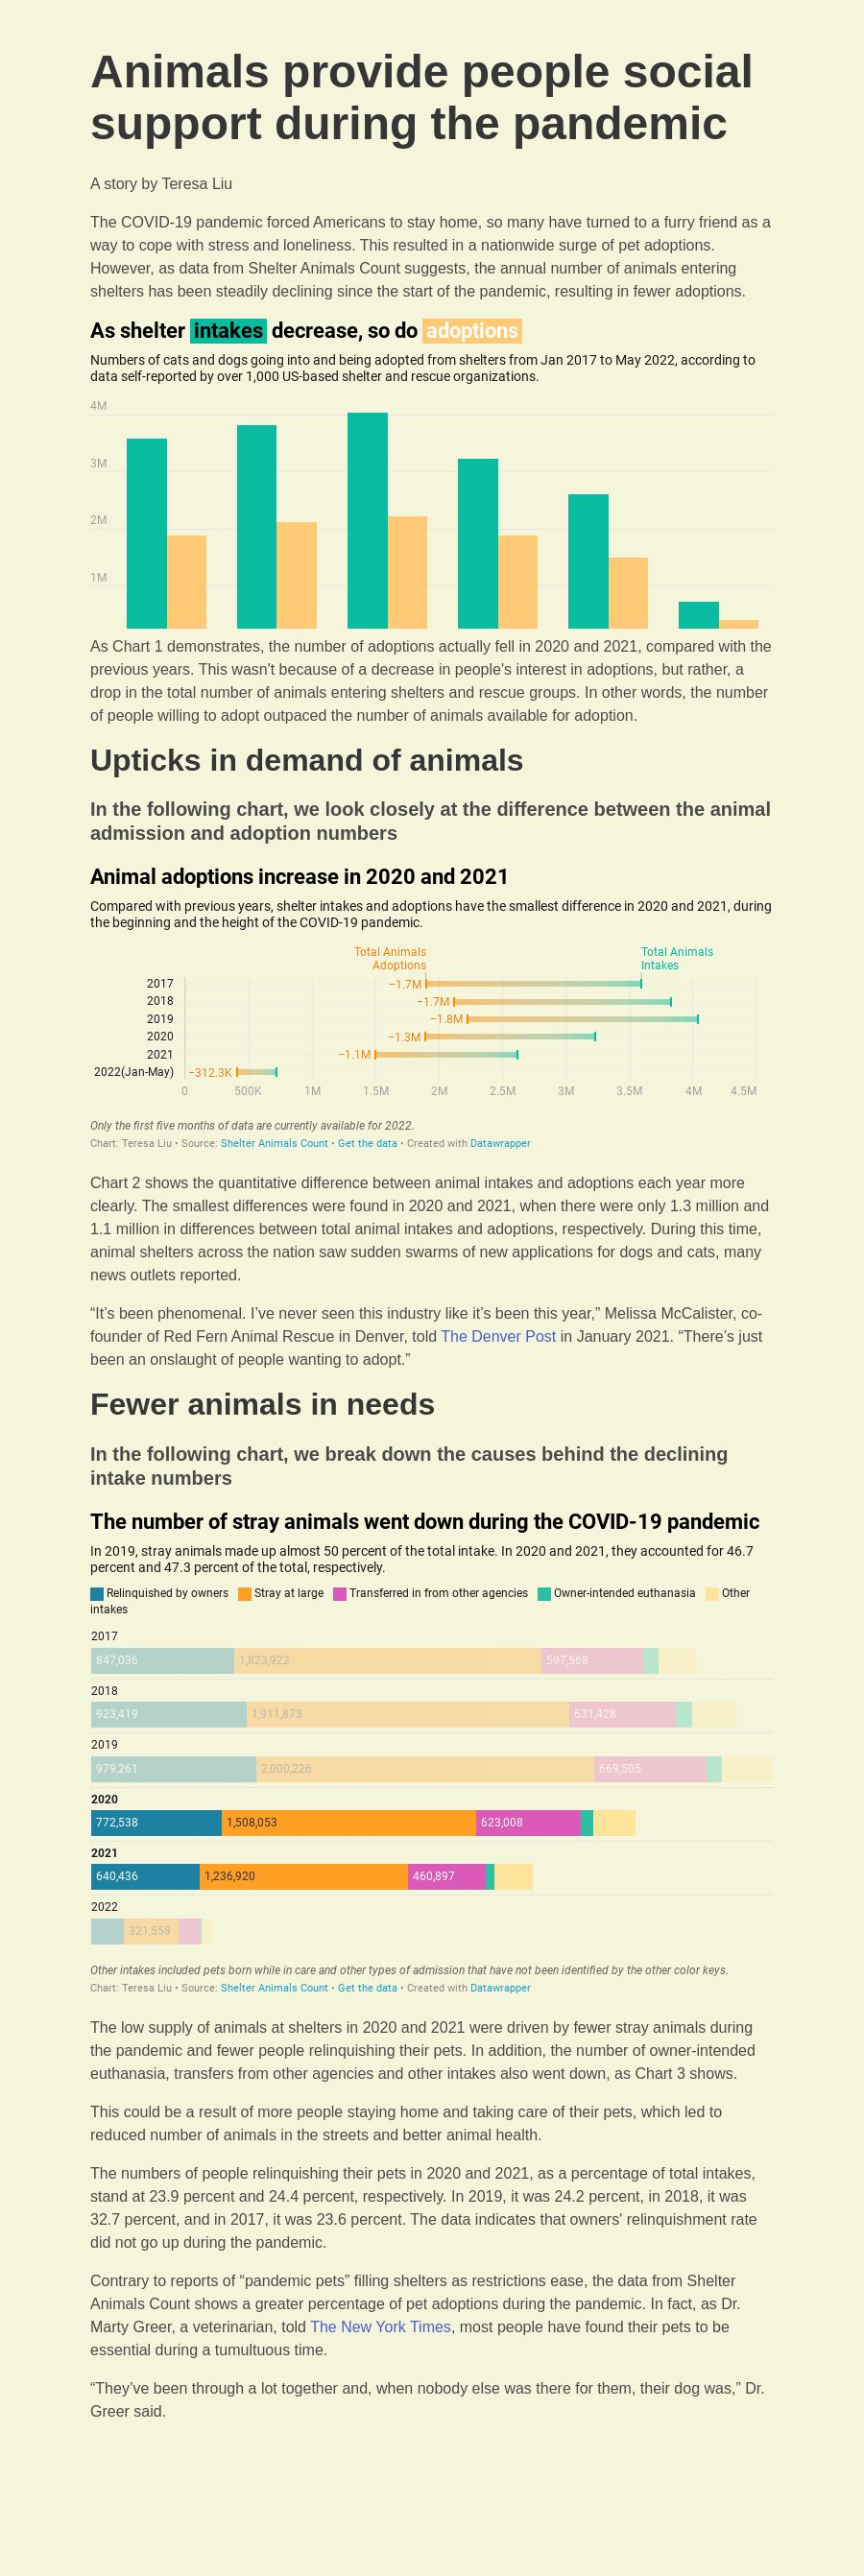 Animals provide people social
support during the pandemic
A story by Teresa Liu
The COVID-19 pandemic forced Americans to stay home, so many have turned to a furry friend as a
way to cope with stress and loneliness. This resulted in a nationwide surge of pet adoptions.
However, as data from Shelter Animals Count suggests, the annual number of animals entering
shelters has been steadily declining since the start of the pandemic, resulting in fewer adoptions.
As shelter intakes decrease, so do adoptions
Numbers of cats and dogs going into and being adopted from shelters from Jan 2017 to May 2022, according to
data self-reported by over 1,000 US-based shelter and rescue organizations.
4M
3M
2M
1M
As Chart 1 demonstrates, the number of adoptions actually fell in 2020 and 2021, compared with the
previous years. This wasn't because of a decrease in people's interest in adoptions, but rather, a
drop in the total number of animals entering shelters and rescue groups. In other words, the number
of people willing to adopt outpaced the number of animals available for adoption.
Upticks in demand of animals
In the following chart, we look closely at the difference between the animal
admission and adoption numbers
Animal adoptions increase in 2020 and 2021
Compared with previous years, shelter intakes and adoptions have the smallest difference in 2020 and 2021, during
the beginning and the height of the COVID-19 pandemic.
Total Animals Total Animals
Adoptions Intakes
2017 −1.7M
2018 −1.7M
2019 −1.8M
2020 −1.3M
2021 −1.1M
2022(Jan-May) −312.3K
0 500K 1M 1.5M 2M 2.5M 3M 3.5M 4M 4.5M
Only the first five months of data are currently available for 2022.
Chart: Teresa Liu • Source: Shelter Animals Count • Get the data • Created with Datawrapper
Chart 2 shows the quantitative difference between animal intakes and adoptions each year more
clearly. The smallest differences were found in 2020 and 2021, when there were only 1.3 million and
1.1 million in differences between total animal intakes and adoptions, respectively. During this time,
animal shelters across the nation saw sudden swarms of new applications for dogs and cats, many
news outlets reported.
“It’s been phenomenal. I’ve never seen this industry like it’s been this year,” Melissa McCalister, co-
founder of Red Fern Animal Rescue in Denver, told The Denver Post in January 2021. “There’s just
been an onslaught of people wanting to adopt.”
Fewer animals in needs
In the following chart, we break down the causes behind the declining
intake numbers
The number of stray animals went down during the COVID-19 pandemic
In 2019, stray animals made up almost 50 percent of the total intake. In 2020 and 2021, they accounted for 46.7
percent and 47.3 percent of the total, respectively.
Relinquished by owners Stray at large Transferred in from other agencies Owner-intended euthanasia Other
intakes
2017
847,036 1,823,922 597,568
2018
923,419 1,911,873 631,428
2019
979,261 2,000,226 669,505
2020
772,538 1,508,053 623,008
2021
640,436 1,236,920 460,897
2022
321,558
Other intakes included pets born while in care and other types of admission that have not been identified by the other color keys.
Chart: Teresa Liu • Source: Shelter Animals Count • Get the data • Created with Datawrapper
The low supply of animals at shelters in 2020 and 2021 were driven by fewer stray animals during
the pandemic and fewer people relinquishing their pets. In addition, the number of owner-intended
euthanasia, transfers from other agencies and other intakes also went down, as Chart 3 shows.
This could be a result of more people staying home and taking care of their pets, which led to
reduced number of animals in the streets and better animal health.
The numbers of people relinquishing their pets in 2020 and 2021, as a percentage of total intakes,
stand at 23.9 percent and 24.4 percent, respectively. In 2019, it was 24.2 percent, in 2018, it was
32.7 percent, and in 2017, it was 23.6 percent. The data indicates that owners' relinquishment rate
did not go up during the pandemic.
Contrary to reports of “pandemic pets” filling shelters as restrictions ease, the data from Shelter
Animals Count shows a greater percentage of pet adoptions during the pandemic. In fact, as Dr.
Marty Greer, a veterinarian, told The New York Times, most people have found their pets to be
essential during a tumultuous time.
“They’ve been through a lot together and, when nobody else was there for them, their dog was,” Dr.
Greer said.